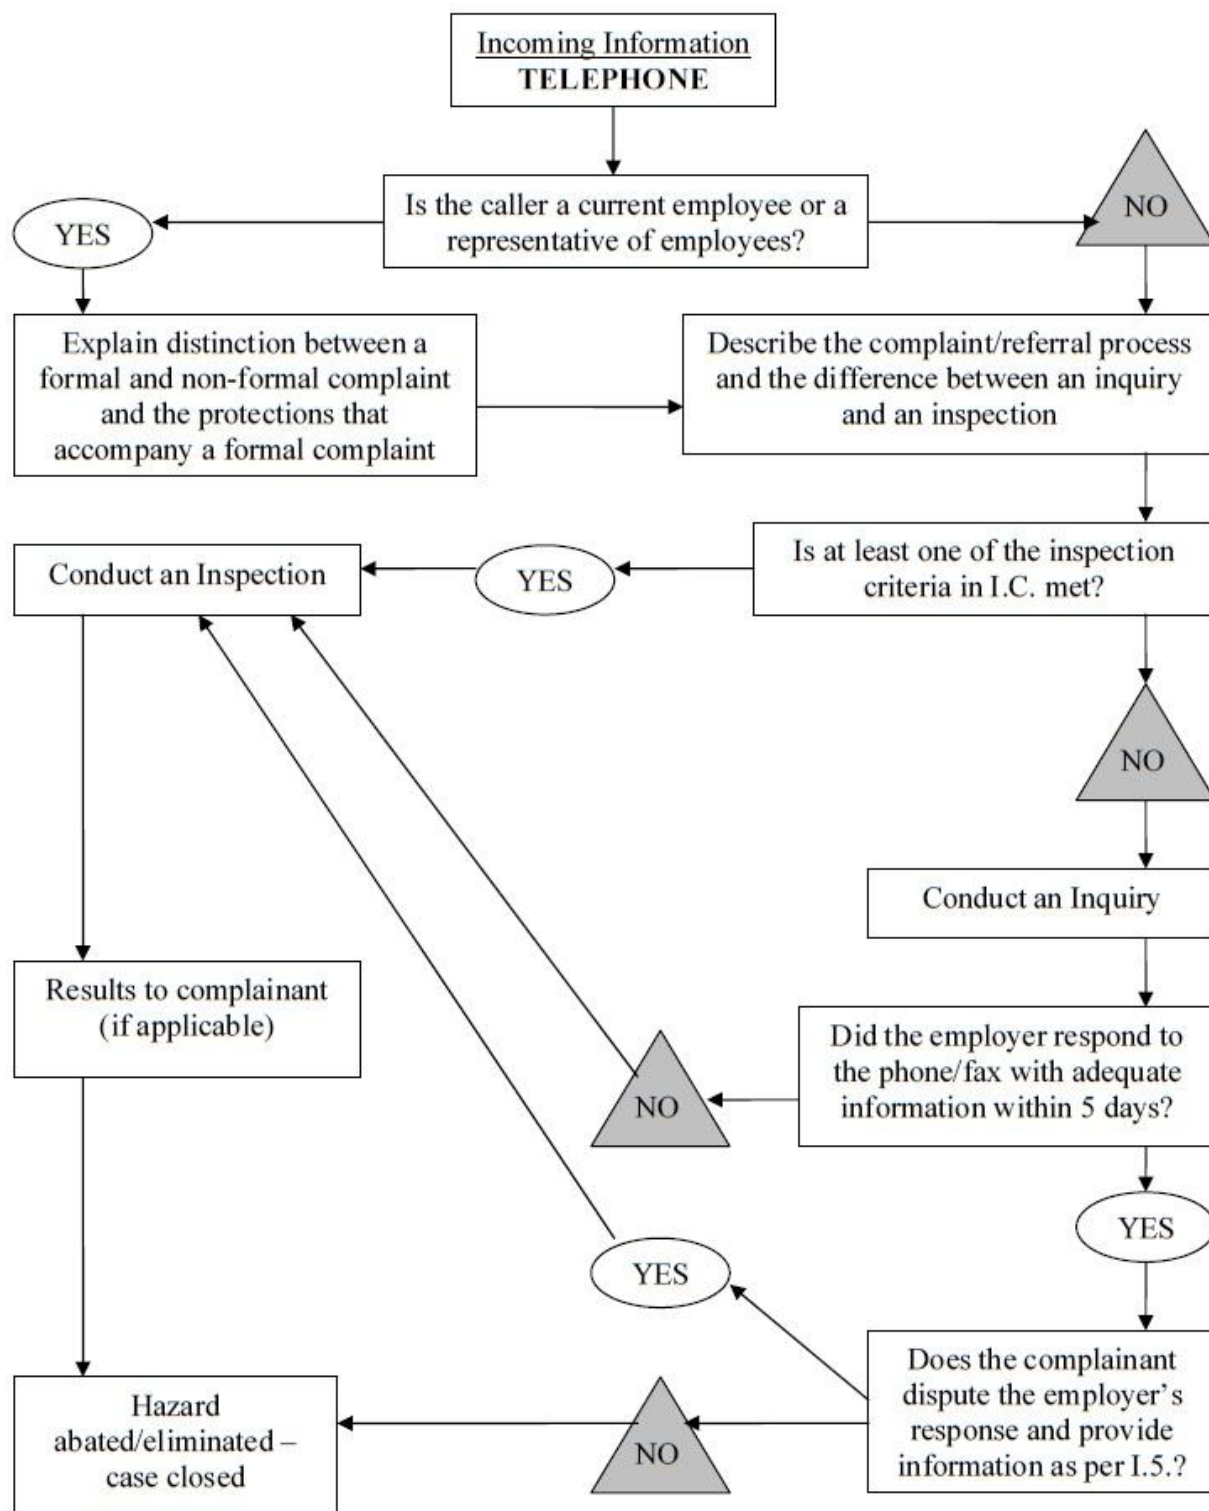 Incoming Information
TELEPHONE
Is the caller a current employee or a
representative of employees?
YES
NO
Explain distinction between a
formal and non-formal complaint
and the protections that
accompany a formal complaint
Describe the complaint/referral process
and the difference between an inquiry
and an inspection
Is at least one of the inspection
criteria in I.C. met?
YES
Conduct an Inspection
NO
Conduct an Inquiry
Results to complainant
(if applicable)
Did the employer respond to
the phone/fax with adequate
information within 5 days?
NO
YES
YES
Does the complainant
dispute the employer’s
response and provide
information as per I.5.?
NO
Hazard
abated/eliminated –
case closed